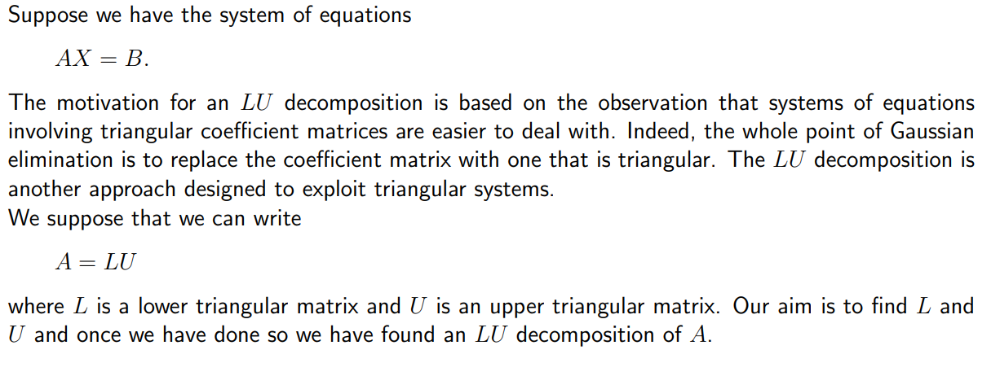 Suppose we have the system of equations
AX = B.
The motivation for an LU decomposition is based on the observation that systems of equations
involving triangular coefficient matrices are easier to deal with. Indeed, the whole point of Gaussian
elimination is to replace the coefficient matrix with one that is triangular. The LU decomposition is
another approach designed to exploit triangular systems.
We suppose that we can write
A = LU
where L is a lower triangular matrix and U is an upper triangular matrix. Our aim is to find L and
U and once we have done so we have found an LU decomposition of A.